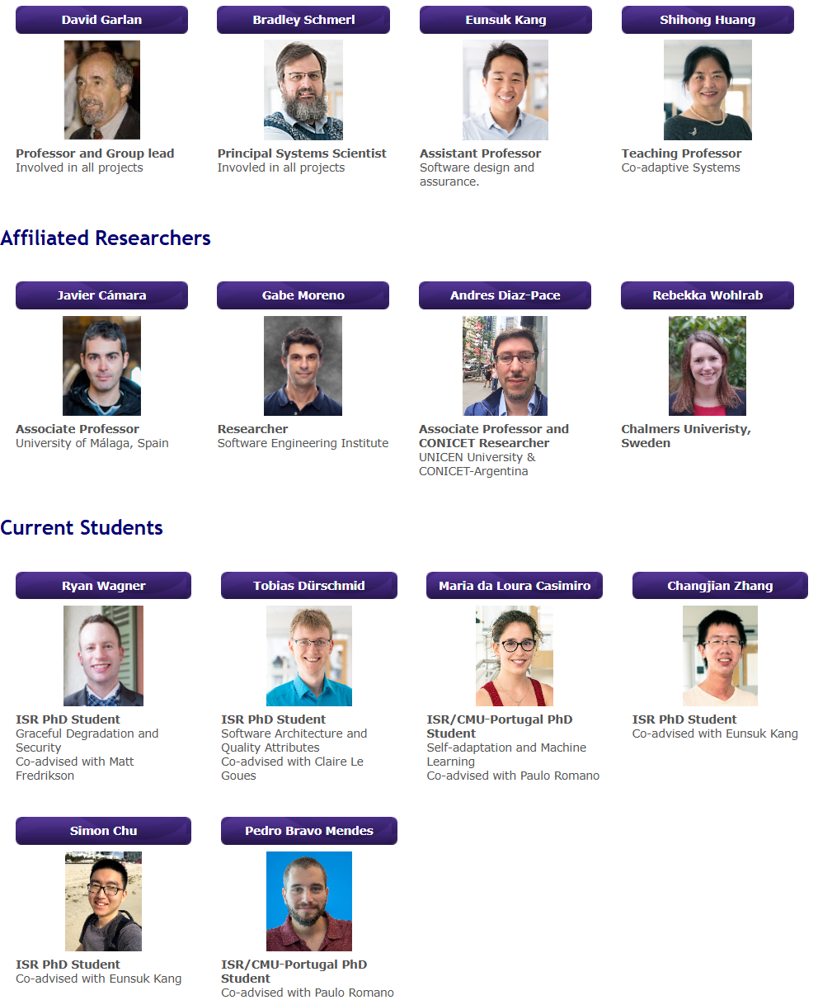 David Garlan
Bradley Schmerl
Eunsuk Kang
Shihong Huang
Professor and Group lead
Involved in all projects
Principal Systems Scientist
Invovled in all projects
Assistant Professor
Software design and
assurance.
Teaching Professor
Co-adaptive Systems
Affiliated Researchers
Javier Cámara
Gabe Moreno
Andres Diaz-Pace
Rebekka Wohlrab
Associate Professor
University of Málaga, Spain
Researcher
Software Engineering Institute
Associate Professor and
CONICET Researcher
UNICEN University &
CONICET-Argentina
Chalmers Univeristy,
Sweden
Current Students
Ryan Wagner
Tobias Dürschmid
Maria da Loura Casimiro
Changjian Zhang
ISR PhD Student
Graceful Degradation and
Security
Co-advised with Matt
Fredrikson
ISR PhD Student
Software Architecture and
Quality Attributes
Co-advised with Claire Le
Goues
ISR/CMU-Portugal PhD
Student
Self-adaptation and Machine
Learning
Co-advised with Paulo Romano
ISR PhD Student
Co-advised with Eunsuk Kang
Simon Chu
Pedro Bravo Mendes
ISR PhD Student
Co-advised with Eunsuk Kang
ISR/CMU-Portugal PhD
Student
Co-advised with Paulo Romano